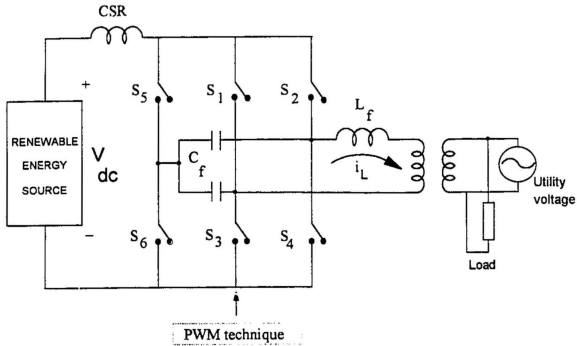 CSR
+
S5
S1
S2
Lf
RENEWABLE
ENERGY
SOURCE
V
dc
Cf
iL
Utility
voltage
−
S6
S3
S4
Load
PWM technique